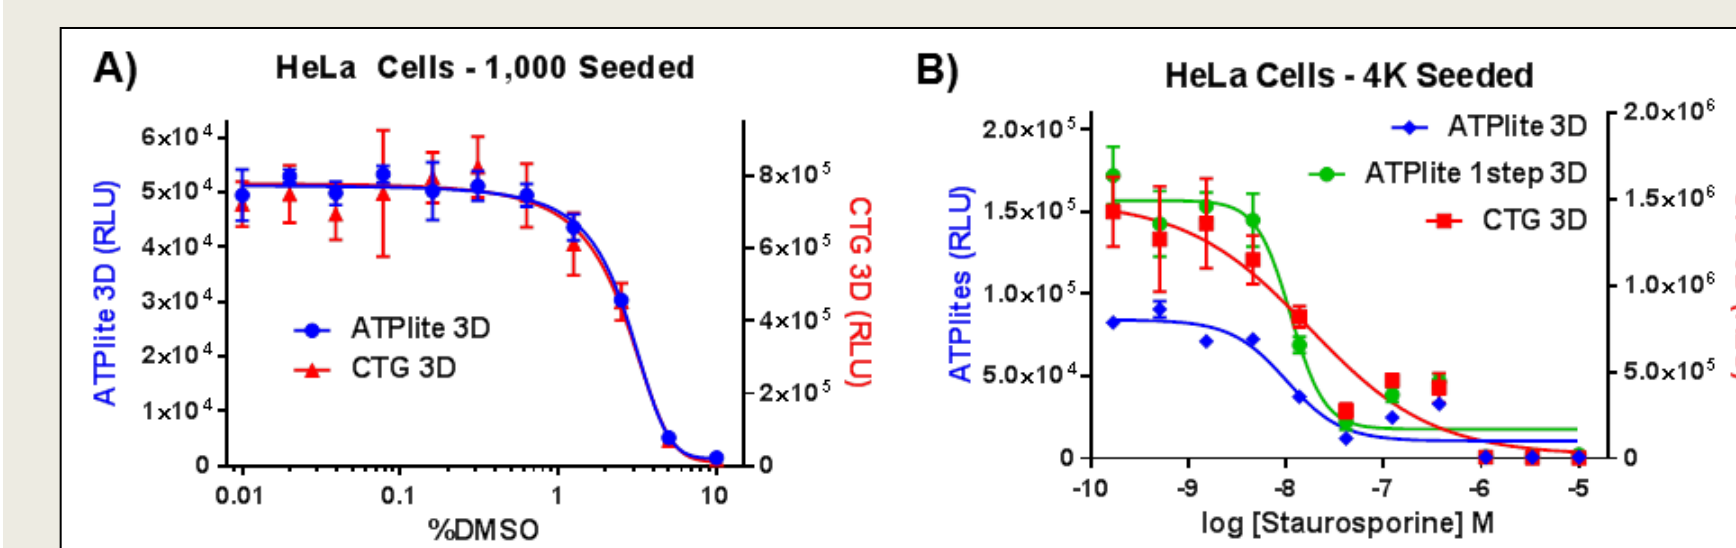 A)
HeLa Cells - 1,000 Seeded
6x10⁴
5x10⁴
4x10⁴
3x10⁴
2x10⁴
1x10⁴
0
ATPlite 3D (RLU)
8x10⁵
6x10⁵
4x10⁵
2x10⁵
0
CTG 3D (RLU)
ATPlite 3D
CTG 3D
0.01
0.1
1
10
%DMSO
B)
HeLa Cells - 4K Seeded
2.0x10⁵
1.5x10⁵
1.0x10⁵
5.0x10⁴
0
ATPlites (RLU)
ATPlite 3D
ATPlite 1step 3D
CTG 3D
2.0x10⁶
1.5x10⁶
1.0x10⁶
5.0x10⁵
0
-10
-9
-8
-7
-6
-5
log [Staurosporine] M